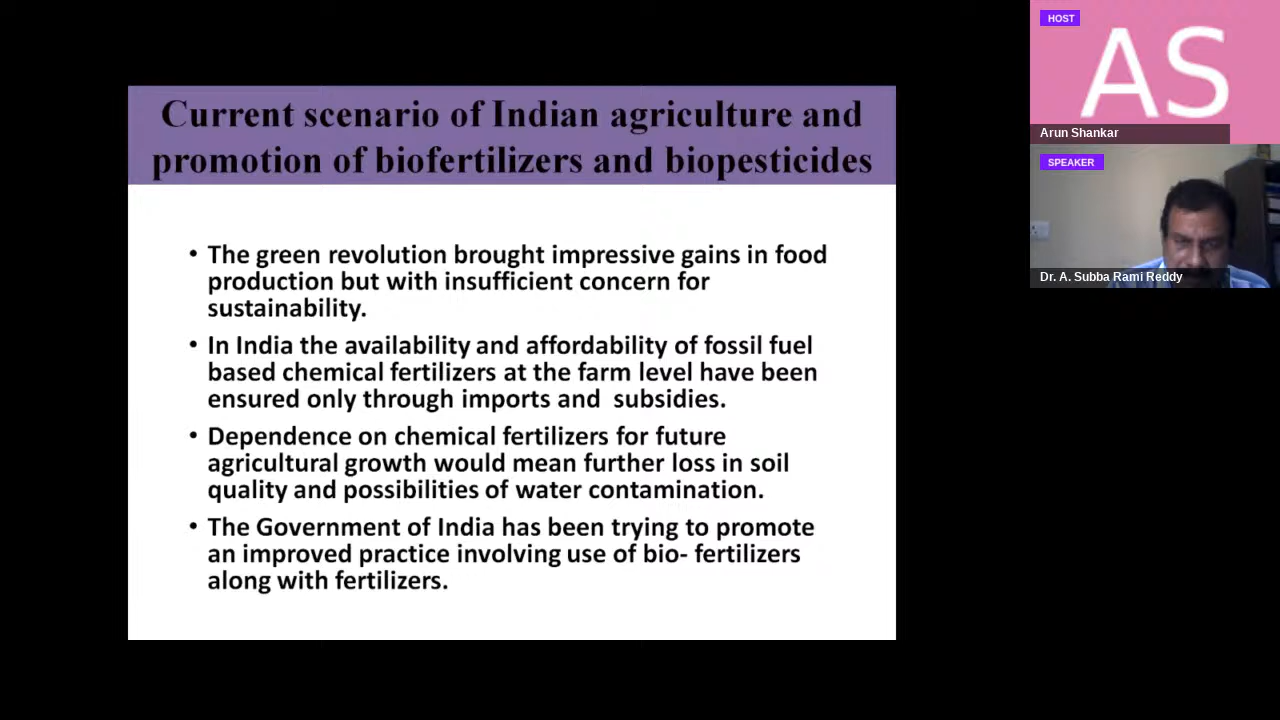 Current scenario of Indian agriculture and
promotion of biofertilizers and biopesticides
• The green revolution brought impressive gains in food
production but with insufficient concern for
sustainability.
• In India the availability and affordability of fossil fuel
based chemical fertilizers at the farm level have been
ensured only through imports and subsidies.
• Dependence on chemical fertilizers for future
agricultural growth would mean further loss in soil
quality and possibilities of water contamination.
• The Government of India has been trying to promote
an improved practice involving use of bio- fertilizers
along with fertilizers.
HOST
AS
Arun Shankar
SPEAKER
Dr. A. Subba Rami Reddy